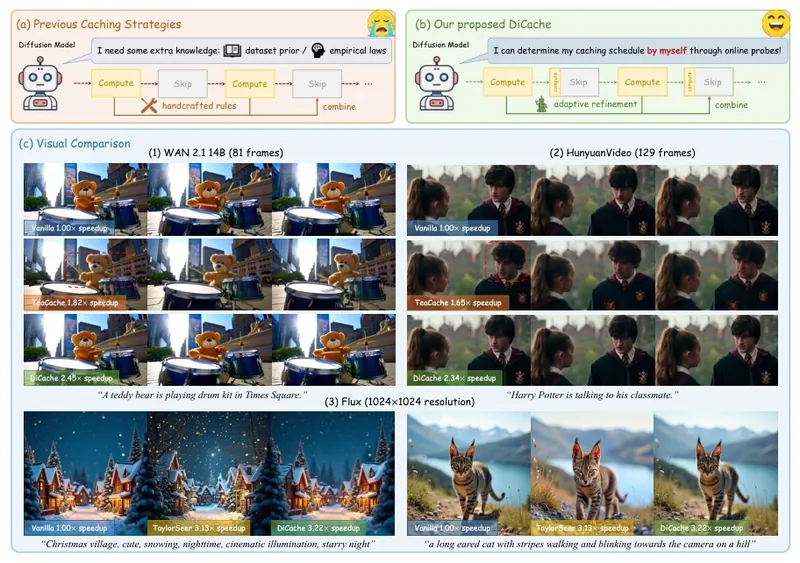 (a) Previous Caching Strategies
Diffusion Model
I need some extra knowledge: dataset prior / empirical laws
Compute
Skip
Compute
Skip
...
handcrafted rules
combine
(b) Our proposed DiCache
Diffusion Model
I can determine my caching schedule by myself through online probes!
Compute
compute
Skip
Compute
compute
Skip
...
adaptive refinement
combine
(c) Visual Comparison
(1) WAN 2.1 14B (81 frames)
Vanilla 1.00× speedup
TeaCache 1.82× speedup
DiCache 2.45× speedup
“A teddy bear is playing drum kit in Times Square.”
(2) HunyuanVideo (129 frames)
Vanilla 1.00× speedup
TeaCache 1.65× speedup
DiCache 2.34× speedup
“Harry Potter is talking to his classmate.”
(3) Flux (1024×1024 resolution)
Vanilla 1.00× speedup
TaylorSeer 3.13× speedup
DiCache 3.22× speedup
“Christmas village, cute, snowing, nighttime, cinematic illumination, starry night”
Vanilla 1.00× speedup
TaylorSeer 3.13× speedup
DiCache 3.22× speedup
“a long eared cat with stripes walking and blinking towards the camera on a hill”